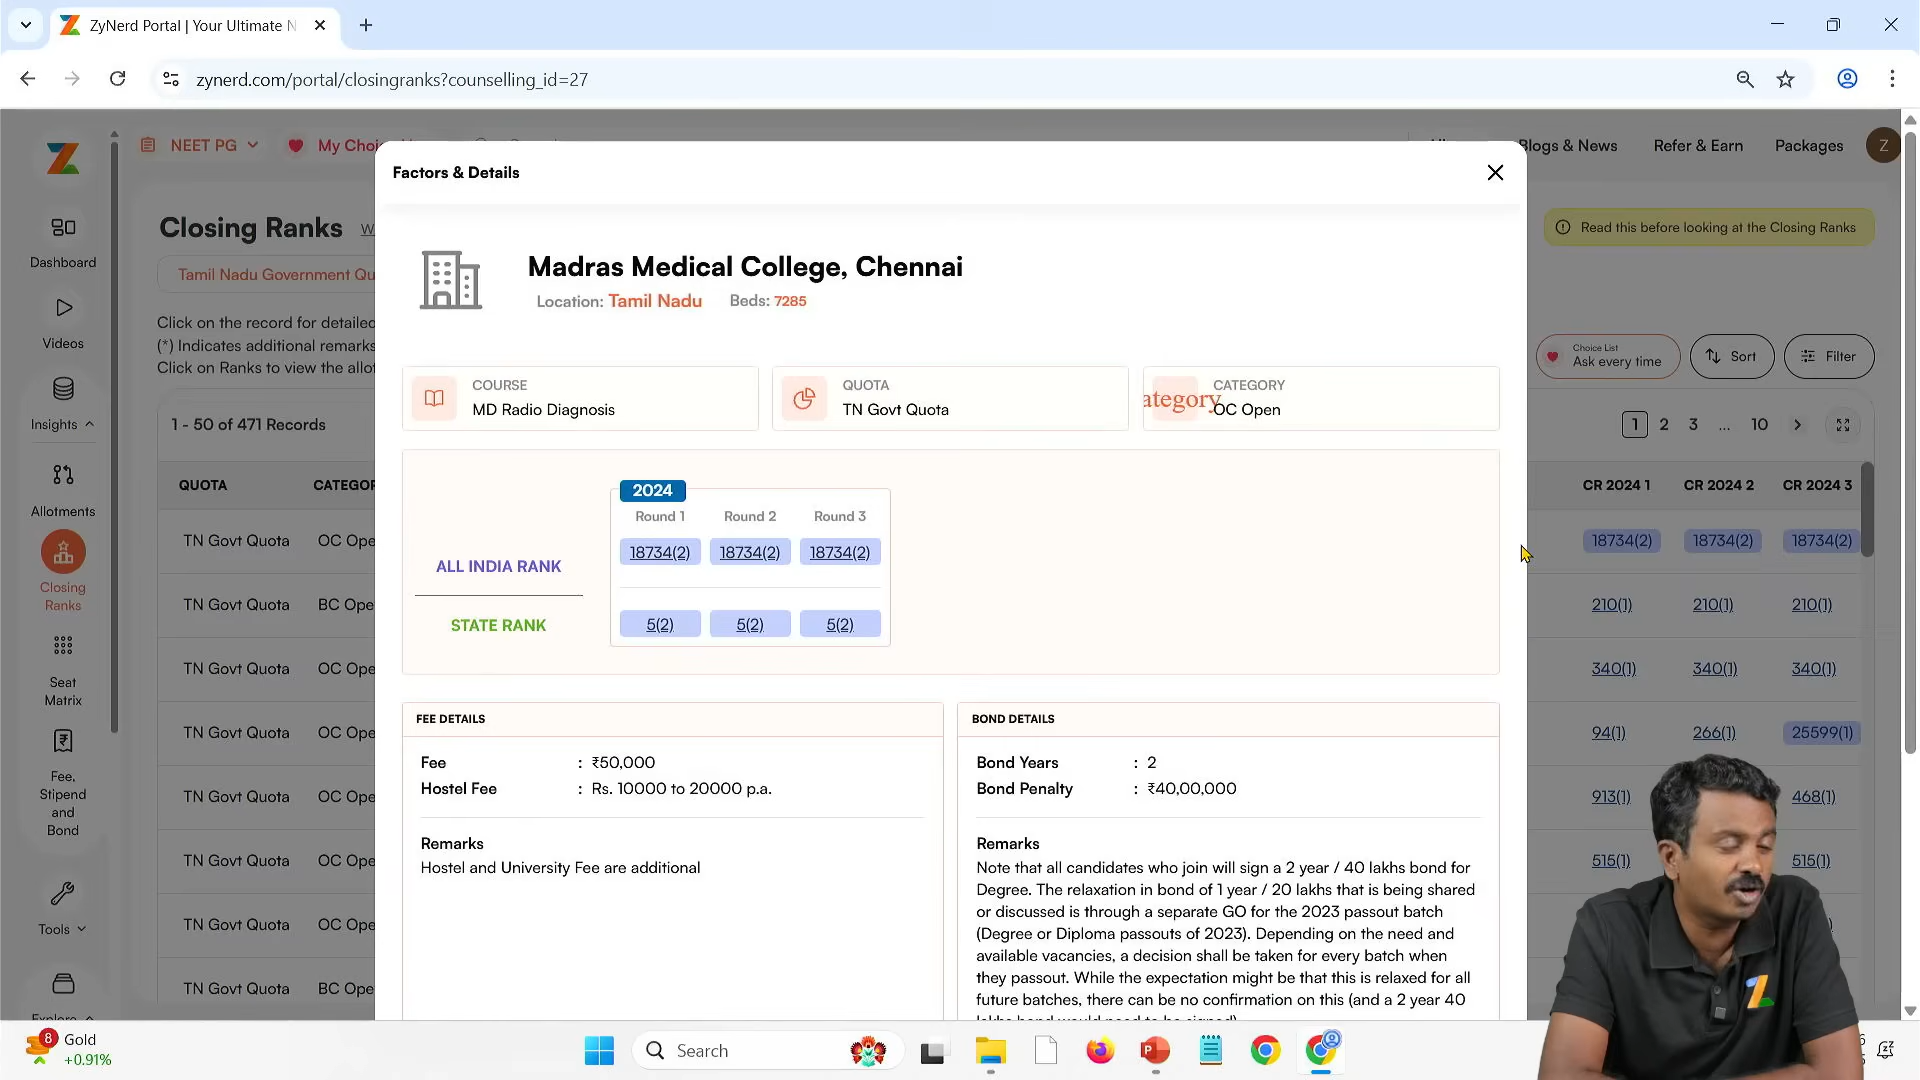 ZyNerd Portal | Your Ultimate N
zynerd.com/portal/closingranks?counselling_id=27
NEET PG
My Choi
Blogs & News
Refer & Earn
Packages
Z
Factors & Details
Closing Ranks
Read this before looking at the Closing Ranks
Tamil Nadu Government Qu
Click on the record for detailed
(*) Indicates additional remarks
Click on Ranks to view the allo
Choice List
Ask every time
Sort
Filter
1 - 50 of 471 Records
1 2 3 ... 10
QUOTA CATEGOR CR 2024 1 CR 2024 2 CR 2024 3
TN Govt Quota OC Ope 18734(2) 18734(2) 18734(2)
TN Govt Quota BC Ope 210(1) 210(1) 210(1)
TN Govt Quota OC Ope 340(1) 340(1) 340(1)
TN Govt Quota OC Ope 94(1) 266(1) 25599(1)
TN Govt Quota OC Ope 913(1) 468(1)
TN Govt Quota OC Ope 515(1) 515(1)
TN Govt Quota OC Ope
TN Govt Quota BC Ope
Dashboard
Videos
Insights
Allotments
Closing
Ranks
Seat
Matrix
Fee,
Stipend
and
Bond
Tools
Explore
Madras Medical College, Chennai
Location: Tamil Nadu Beds: 7285
COURSE
MD Radio Diagnosis
QUOTA
TN Govt Quota
ategory
CATEGORY
OC Open
2024
Round 1 Round 2 Round 3
ALL INDIA RANK 18734(2) 18734(2) 18734(2)
STATE RANK 5(2) 5(2) 5(2)
FEE DETAILS
Fee : ₹50,000
Hostel Fee : Rs. 10000 to 20000 p.a.
Remarks
Hostel and University Fee are additional
BOND DETAILS
Bond Years : 2
Bond Penalty : ₹40,00,000
Remarks
Note that all candidates who join will sign a 2 year / 40 lakhs bond for
Degree. The relaxation in bond of 1 year / 20 lakhs that is being shared
or discussed is through a separate GO for the 2023 passout batch
(Degree or Diploma passouts of 2023). Depending on the need and
available vacancies, a decision shall be taken for every batch when
they passout. While the expectation might be that this is relaxed for all
future batches, there can be no confirmation on this (and a 2 year 40
lakhs bond would need to be signed)
8
Gold
+0.91%
Search